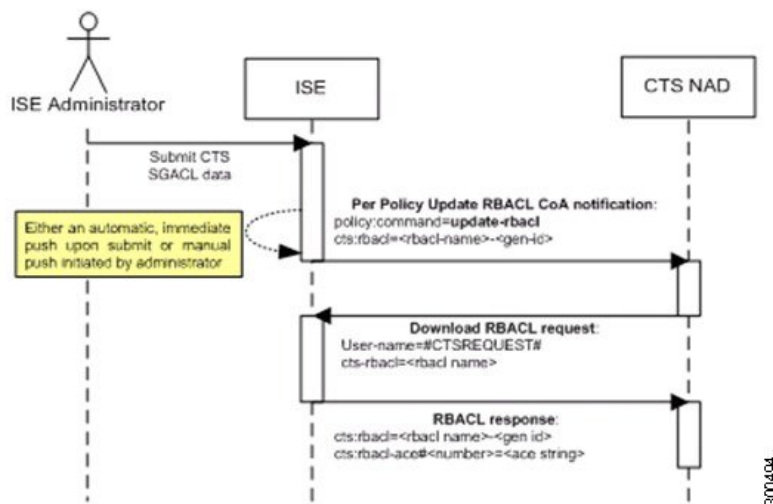 ISE Administrator
ISE
CTS NAD
Submit CTS
SGACL data
Either an automatic, immediate
push upon submit or manual
push initiated by administrator
Per Policy Update RBACL CoA notification:
policy:command=update-rbacl
cts:rbacl=<rbacl-name>-<gen-id>
Download RBACL request:
User-name=#CTSREQUEST#
cts-rbacl=<rbacl name>
RBACL response:
cts:rbacl=<rbacl name>-<gen id>
cts:rbacl-ace#<number>=<ace string>
300494